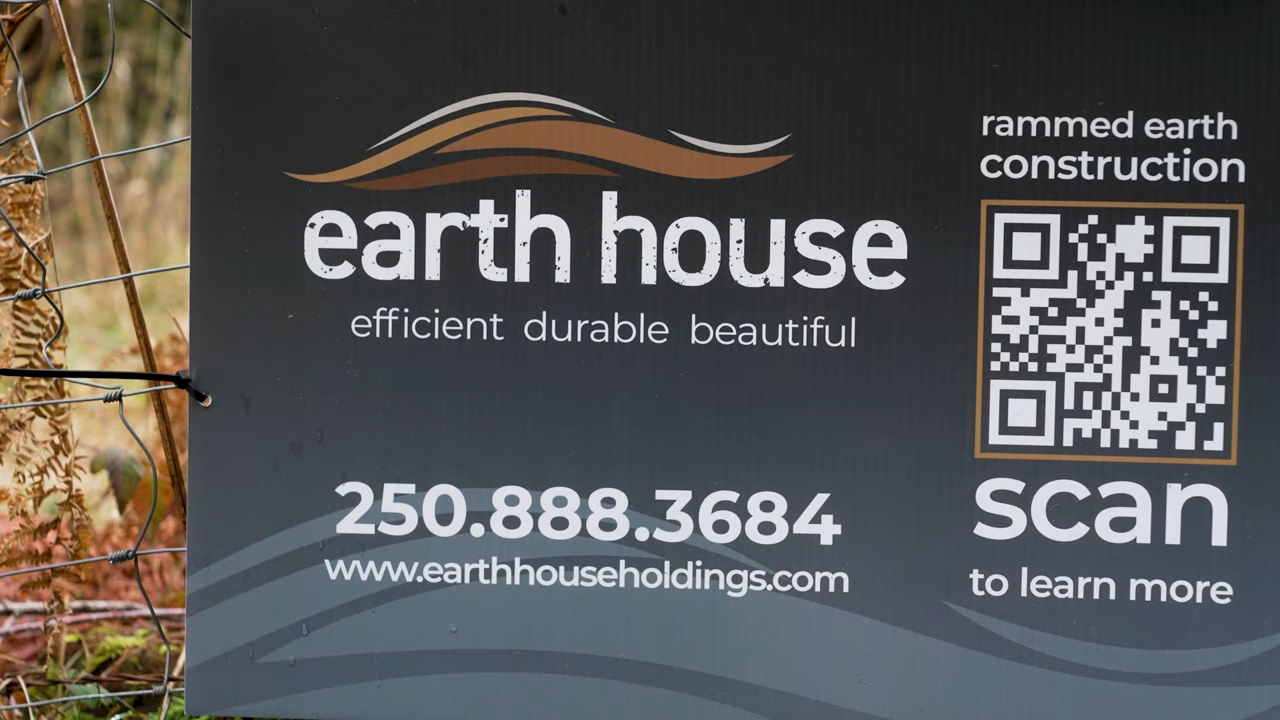 earth house
efficient durable beautiful
250.888.3684
www.earthhouseholdings.com
rammed earth
construction
scan
to learn more